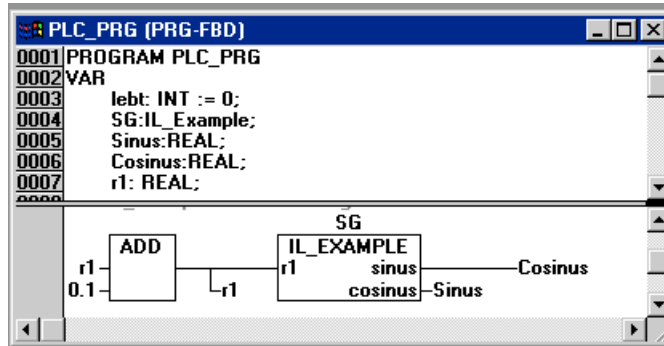 PLC_PRG (PRG-FBD)
0001 PROGRAM PLC_PRG
0002 VAR
0003 lebt: INT := 0;
0004 SG:IL_Example;
0005 Sinus:REAL;
0006 Cosinus:REAL;
0007 r1: REAL;
SG
ADD IL_EXAMPLE
r1 r1 sinus Cosinus
0.1 r1 cosinus Sinus